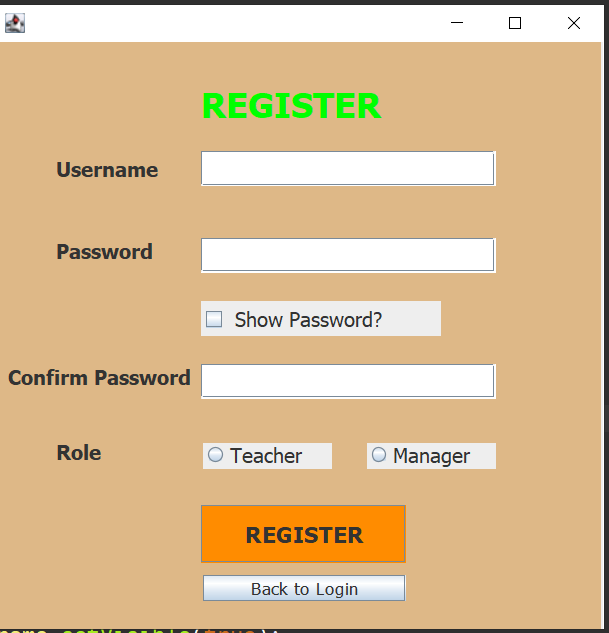 REGISTER
Username
Password
Show Password?
Confirm Password
Role
Teacher
Manager
REGISTER
Back to Login